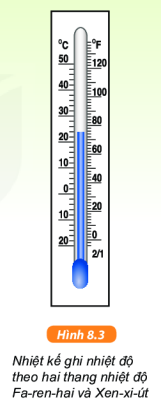 °C °F
50 120
40 100
30 80
20 60
10 40
0 20
10 0
20 2/1
Hình 8.3
Nhiệt kế ghi nhiệt độ
theo hai thang nhiệt độ
Fa-ren-hai và Xen-xi-út